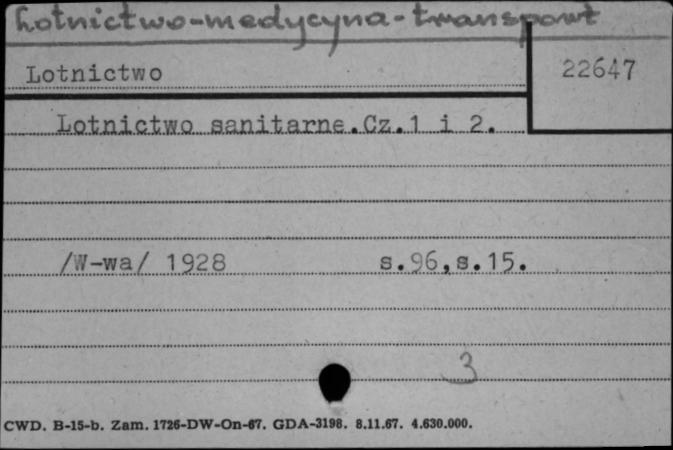 Lotnictwo-medycyna-transport
Lotnictwo
22647
Lotnictwo sanitarne.Cz.1 i 2.
/W-wa/ 1928 s.96,s.15.
3
CWD. B-15-b. Zam. 1726-DW-On-67. GDA-3198. 8.11.67. 4.630.000.